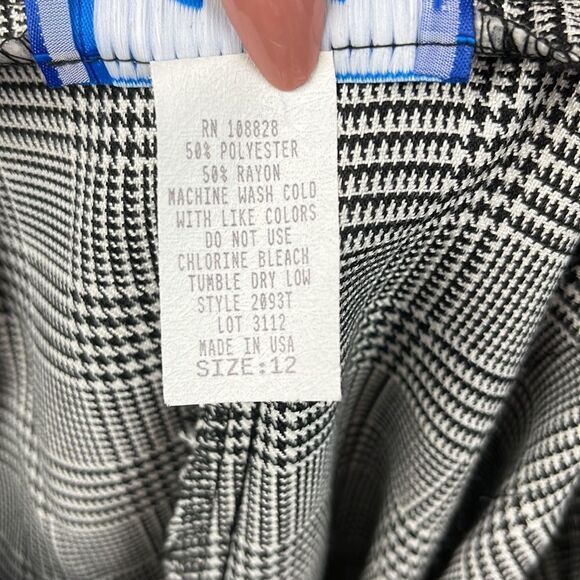 RN 108828
50% POLYESTER
50% RAYON
MACHINE WASH COLD
WITH LIKE COLORS
DO NOT USE
CHLORINE BLEACH
TUMBLE DRY LOW
STYLE 2093T
LOT 3112
MADE IN USA
SIZE:12